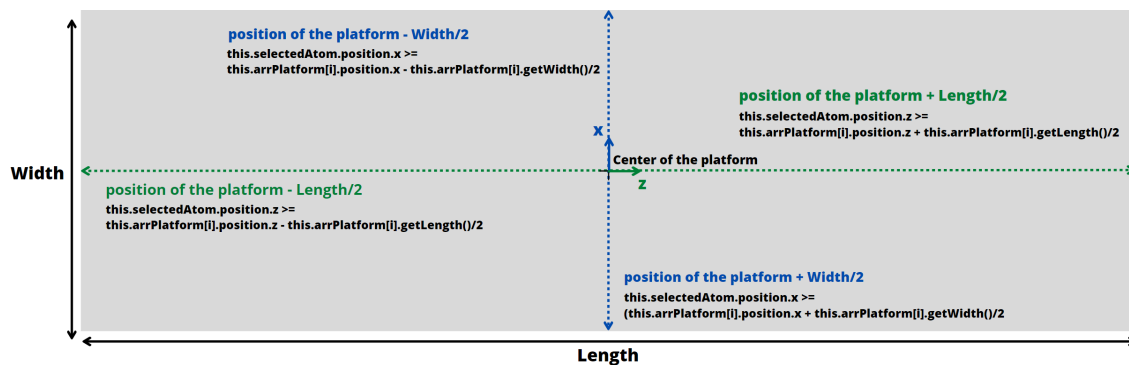 position of the platform - Width/2
this.selectedAtom.position.x >=
this.arrPlatform[i].position.x - this.arrPlatform[i].getWidth()/2
position of the platform + Length/2
this.selectedAtom.position.z >=
this.arrPlatform[i].position.z + this.arrPlatform[i].getLength()/2
x
Center of the platform
Width
z
position of the platform - Length/2
this.selectedAtom.position.z >=
this.arrPlatform[i].position.z - this.arrPlatform[i].getLength()/2
position of the platform + Width/2
this.selectedAtom.position.x >=
(this.arrPlatform[i].position.x + this.arrPlatform[i].getWidth()/2
Length